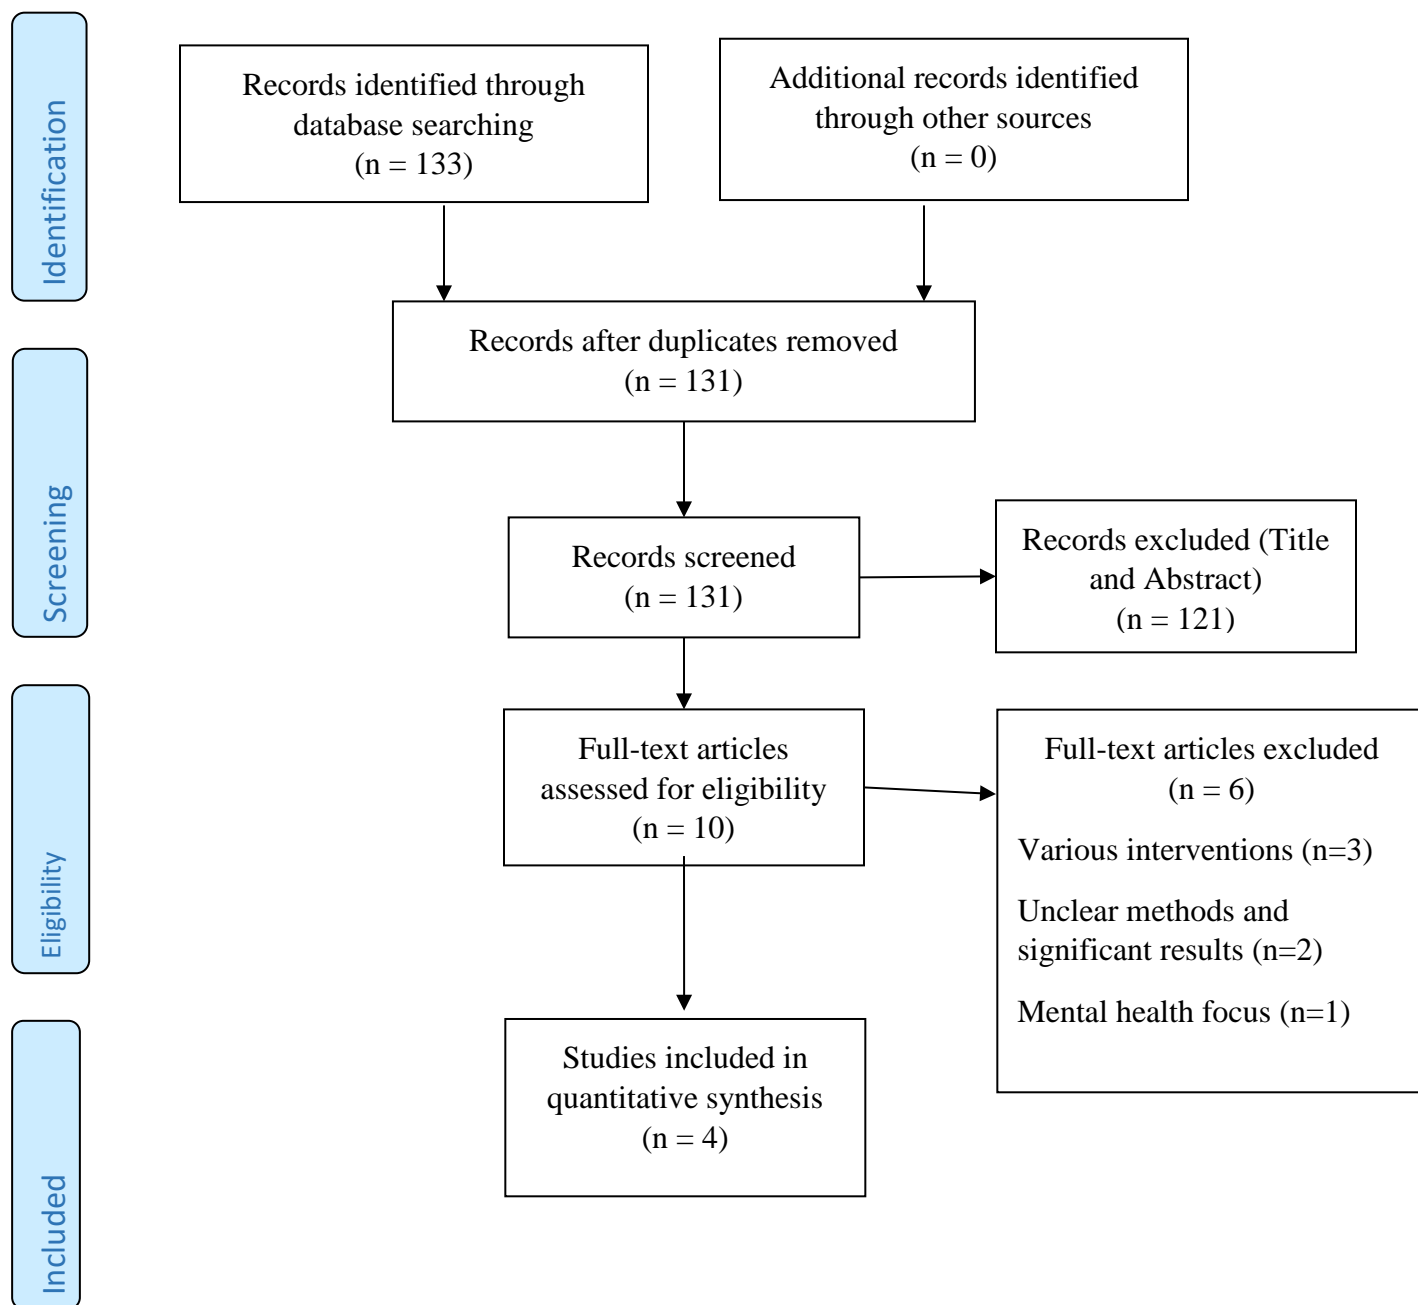 Identification
Records identified through
database searching
(n = 133)
Additional records identified
through other sources
(n = 0)
Records after duplicates removed
(n = 131)
Screening
Records screened
(n = 131)
Records excluded (Title
and Abstract)
(n = 121)
Eligibility
Full-text articles
assessed for eligibility
(n = 10)
Full-text articles excluded
(n = 6)
Various interventions (n=3)
Unclear methods and
significant results (n=2)
Mental health focus (n=1)
Included
Studies included in
quantitative synthesis
(n = 4)